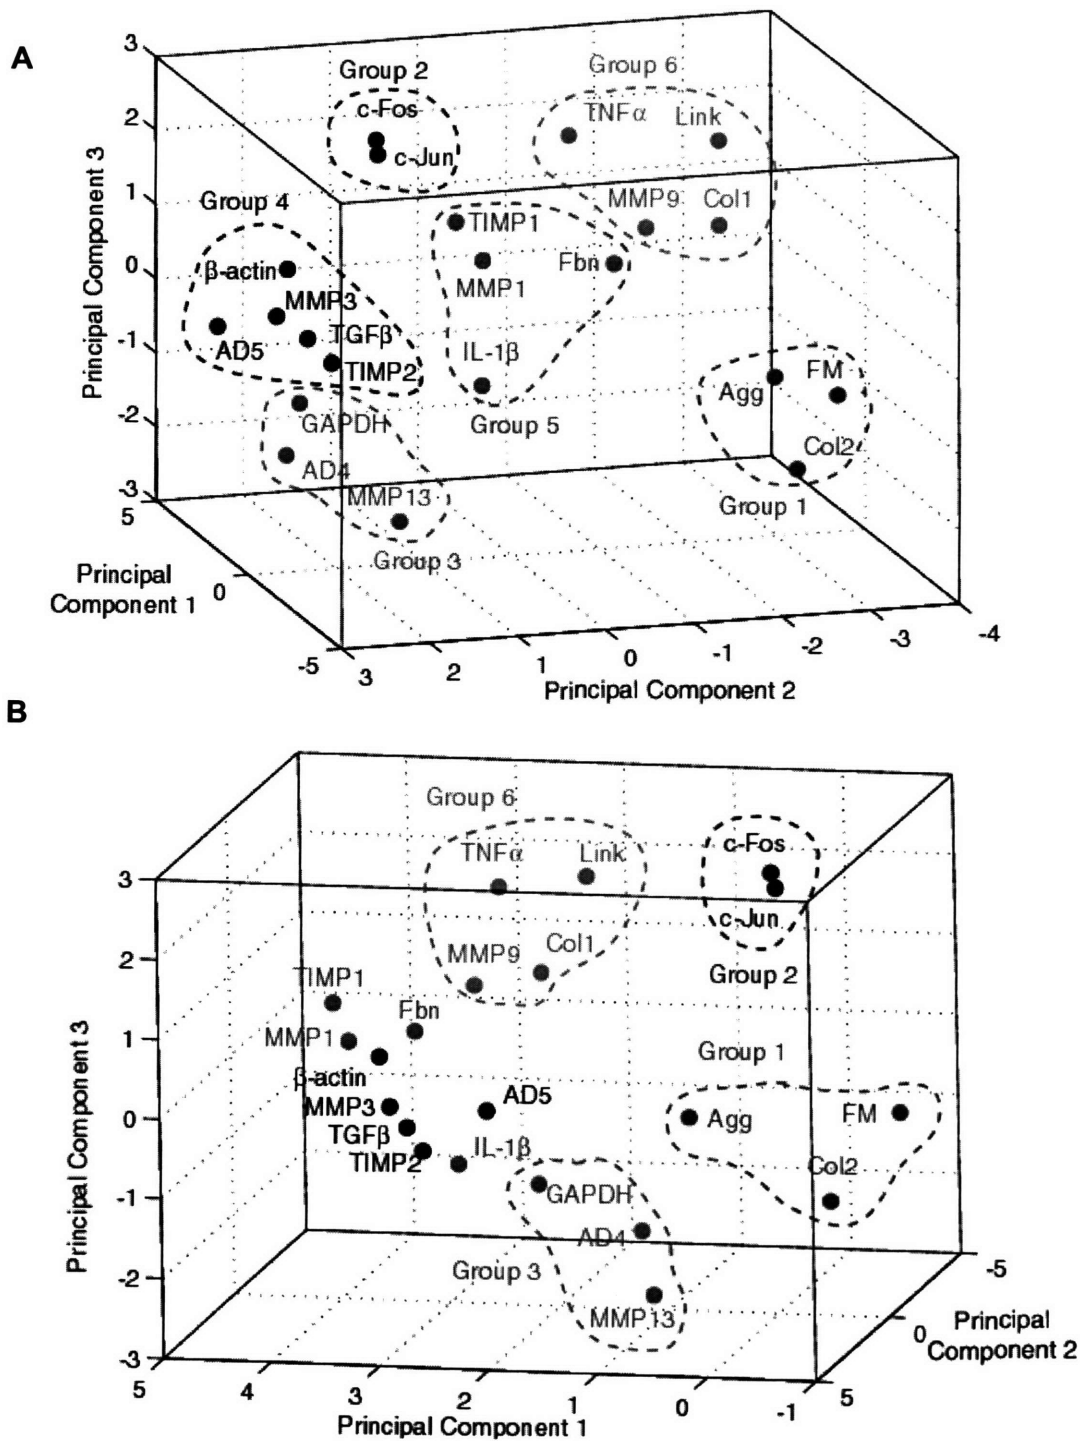 A
3
2
1
0
-1
-2
-3
Principal Component 3
Group 2
c-Fos
c-Jun
Group 6
TNFα Link
MMP9 Col1
Group 4
β-actin
MMP3
TGFβ
AD5
TIMP2
TIMP1
MMP1
Fbn
IL-1β
Group 5
GAPDH
AD4
MMP13
Group 3
Agg
FM
Col2
Group 1
5
0
-5
Principal
Component 1
3 2 1 0 -1 -2 -3 -4
Principal Component 2
B
3
2
1
0
-1
-2
-3
Principal Component 3
Group 6
TNFα Link
MMP9 Col1
c-Fos
c-Jun
Group 2
TIMP1
Fbn
MMP1
β-actin
MMP3
AD5
TGFβ
TIMP2
IL-1β
Group 1
Agg
FM
Col2
GAPDH
AD4
Group 3
MMP13
-5
0
5
Principal
Component 2
5 4 3 2 1 0 -1
Principal Component 1